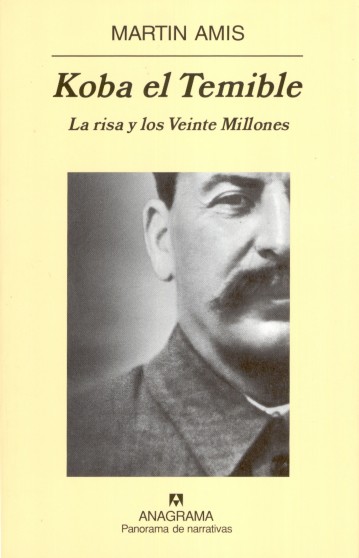 MARTIN AMIS
Koba el Temible
La risa y los Veinte Millones
ANAGRAMA
Panorama de narrativas